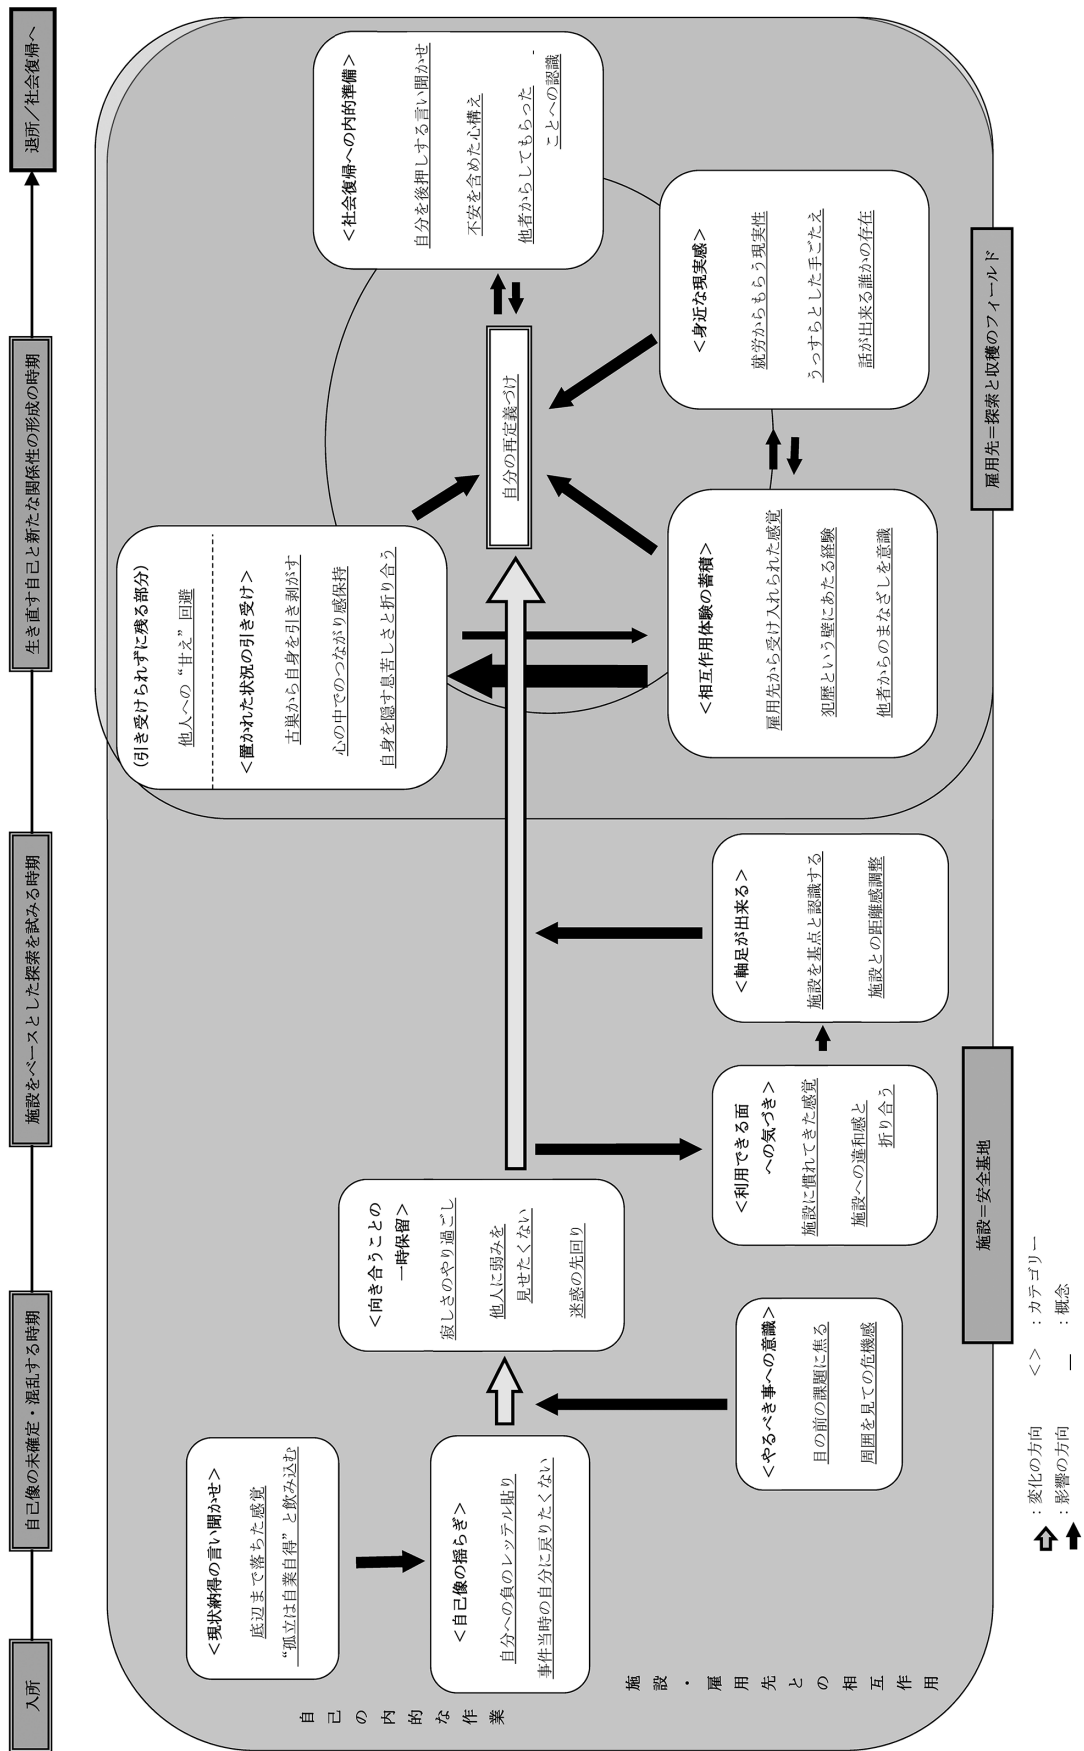 入所
自己像の未確定・混乱する時期
施設をベースとした探索を試みる時期
生き直す自己と新たな関係性の形成の時期
退所／社会復帰へ
自己の内的な作業
施設・雇用先との相互作用
＜現状納得の言い聞かせ＞
底辺まで落ちた感覚
“孤立は自業自得”と飲み込む
＜自己像の揺らぎ＞
自分への負のレッテル貼り
事件当時の自分に戻りたくない
＜やるべき事への意識＞
目の前の課題に焦る
周囲を見ての危機感
＜向き合うことの
一時保留＞
寂しさのやり過ごし
他人に弱みを
見せたくない
迷惑の先回り
＜利用できる面
への気づき＞
施設に慣れてきた感覚
施設への違和感と
折り合う
＜軸足が出来る＞
施設を基点と認識する
施設との距離感調整
(引き受けられずに残る部分)
他人への“甘え”回避
＜置かれた状況の引き受け＞
古巣から自身を引き剥がす
心の中でのつながり感保持
自身を隠す息苦しさと折り合う
自分の再定義づけ
＜相互作用体験の蓄積＞
雇用先から受け入れられた感覚
犯歴という壁にあたる経験
他者からのまなざしを意識
＜身近な現実感＞
就労からもらう現実性
うっすらとした手ごたえ
話が出来る誰かの存在
＜社会復帰への内的準備＞
自分を後押しする言い聞かせ
不安を含めた心構え
他者からしてもらった
ことへの認識
施設＝安全基地
雇用先＝探索と収穫のフィールド
：変化の方向
＜＞：カテゴリー
：影響の方向
：概念